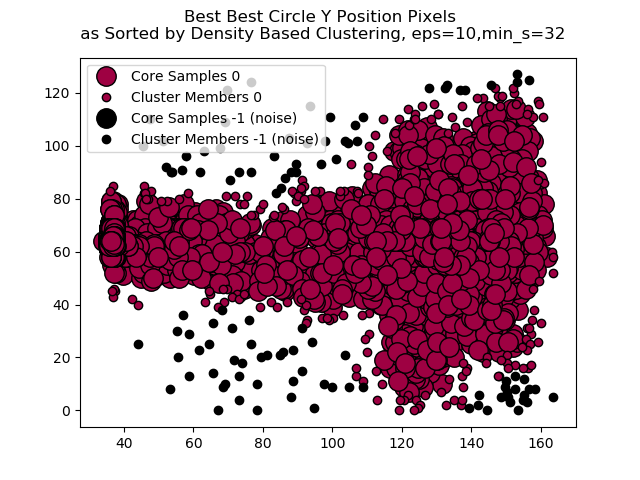 Best Best Circle Y Position Pixels
as Sorted by Density Based Clustering, eps=10,min_s=32
Core Samples 0
Cluster Members 0
Core Samples -1 (noise)
Cluster Members -1 (noise)
120
100
80
60
40
20
0
40 60 80 100 120 140 160